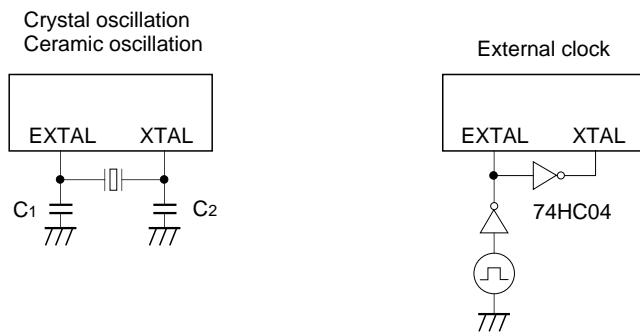 Crystal oscillation
Ceramic oscillation
EXTAL XTAL
C1
C2
External clock
EXTAL XTAL
74HC04